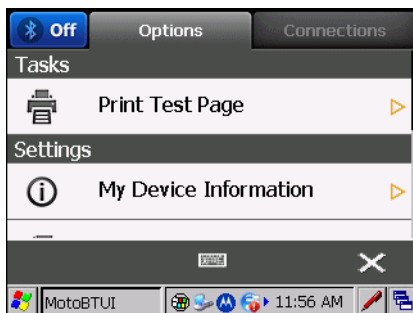 Off Options Connections
Tasks
Print Test Page
Settings
My Device Information
MotoBTUI 11:56 AM